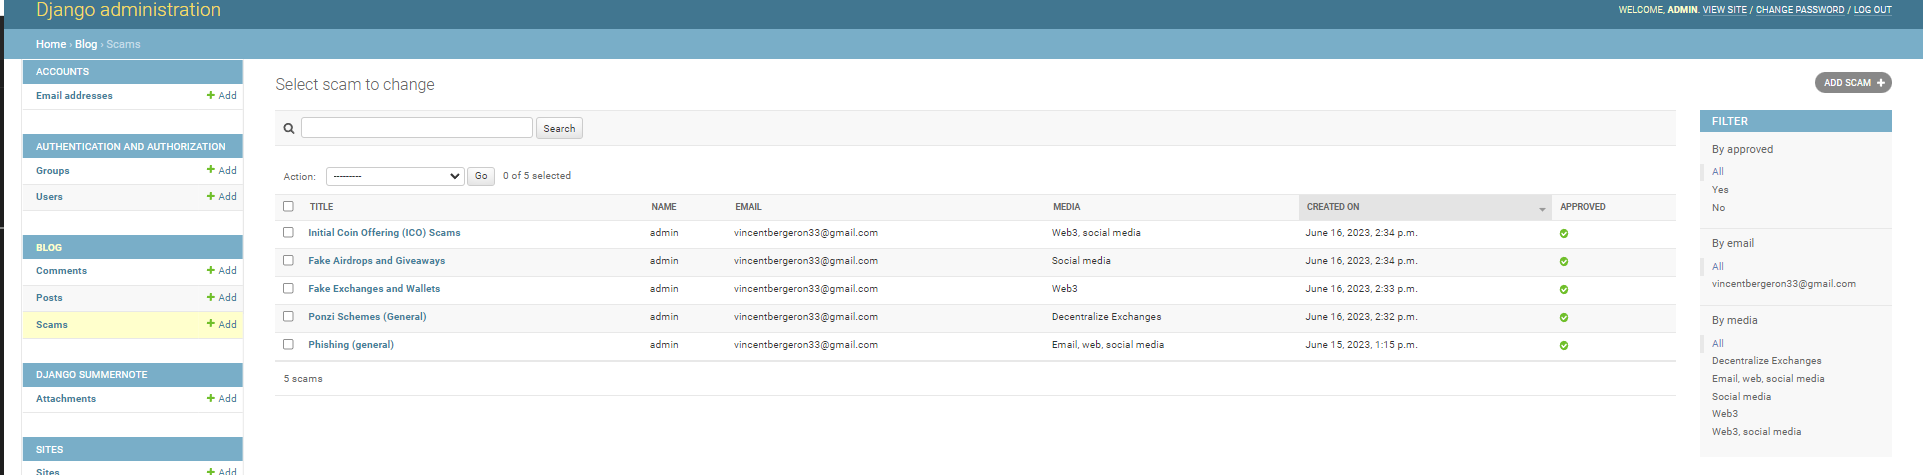 Django administration
WELCOME, ADMIN. VIEW SITE / CHANGE PASSWORD / LOG OUT
Home › Blog › Scams
ACCOUNTS
Email addresses + Add
AUTHENTICATION AND AUTHORIZATION
Groups + Add
Users + Add
BLOG
Comments + Add
Posts + Add
Scams + Add
DJANGO SUMMERNOTE
Attachments + Add
SITES
Sites + Add
Select scam to change
ADD SCAM +
Search
Action: --------- Go 0 of 5 selected
TITLE NAME EMAIL MEDIA CREATED ON APPROVED
Initial Coin Offering (ICO) Scams admin vincentbergeron33@gmail.com Web3, social media June 16, 2023, 2:34 p.m.
Fake Airdrops and Giveaways admin vincentbergeron33@gmail.com Social media June 16, 2023, 2:34 p.m.
Fake Exchanges and Wallets admin vincentbergeron33@gmail.com Web3 June 16, 2023, 2:33 p.m.
Ponzi Schemes (General) admin vincentbergeron33@gmail.com Decentralize Exchanges June 16, 2023, 2:32 p.m.
Phishing (general) admin vincentbergeron33@gmail.com Email, web, social media June 15, 2023, 1:15 p.m.
5 scams
FILTER
By approved
All
Yes
No
By email
All
vincentbergeron33@gmail.com
By media
All
Decentralize Exchanges
Email, web, social media
Social media
Web3
Web3, social media